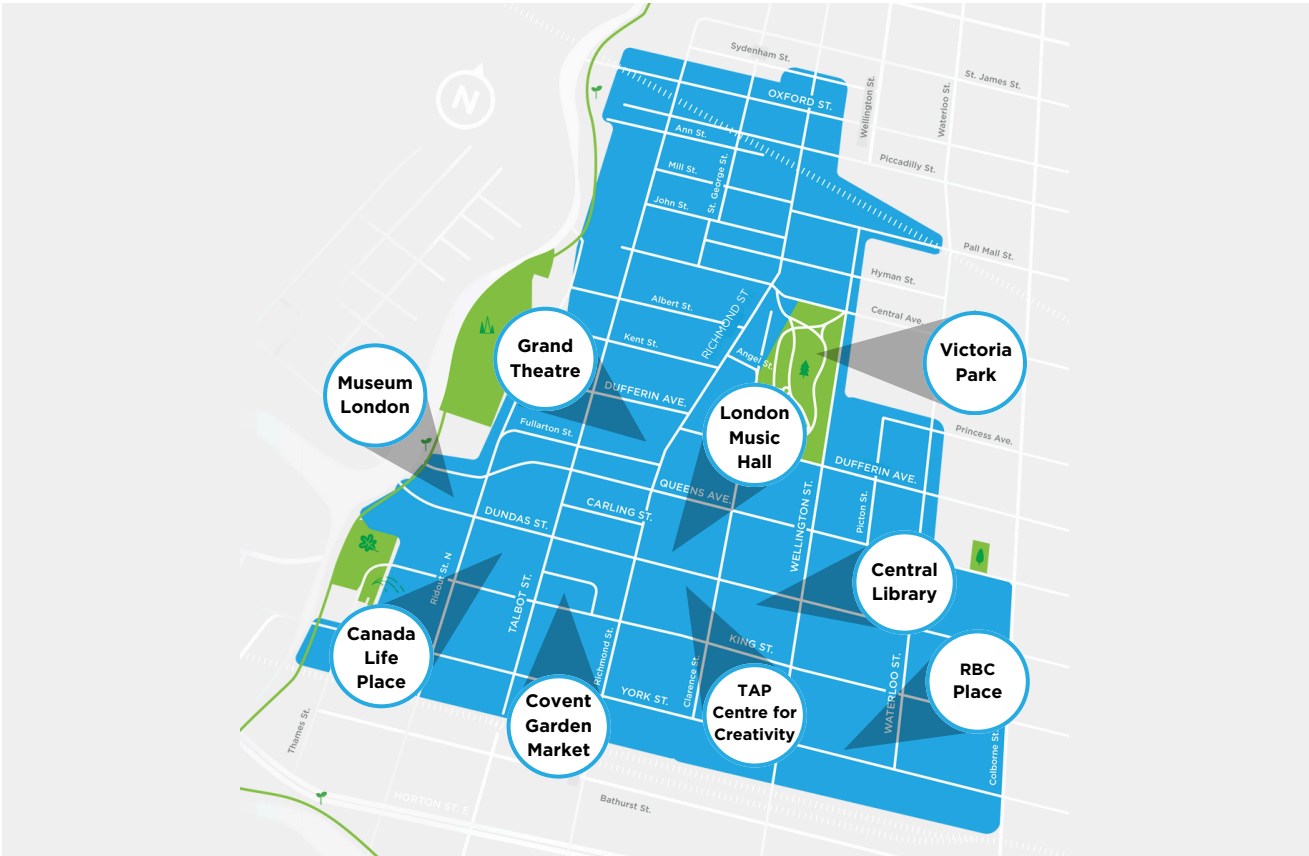 Sydenham St.
St. James St.
OXFORD ST.
Wellington St.
Waterloo St.
Ann St.
Piccadilly St.
Mill St.
St. George St.
John St.
N
Pall Mall St.
Hyman St.
Albert St.
RICHMOND ST
Central Ave.
Kent St.
Angel St.
Grand
Theatre
Victoria
Park
Museum
London
DUFFERIN AVE.
London
Music
Hall
Fullarton St.
Princess Ave.
DUFFERIN AVE.
QUEENS AVE.
CARLING ST.
DUNDAS ST.
WELLINGTON ST.
Picton St.
Ridout St. N
TALBOT ST.
Central
Library
Canada
Life
Place
Richmond St.
KING ST.
Clarence St.
WATERLOO ST.
RBC
Place
YORK ST.
Covent
Garden
Market
TAP
Centre for
Creativity
Thames St.
Colborne St.
HORTON ST. E
Bathurst St.